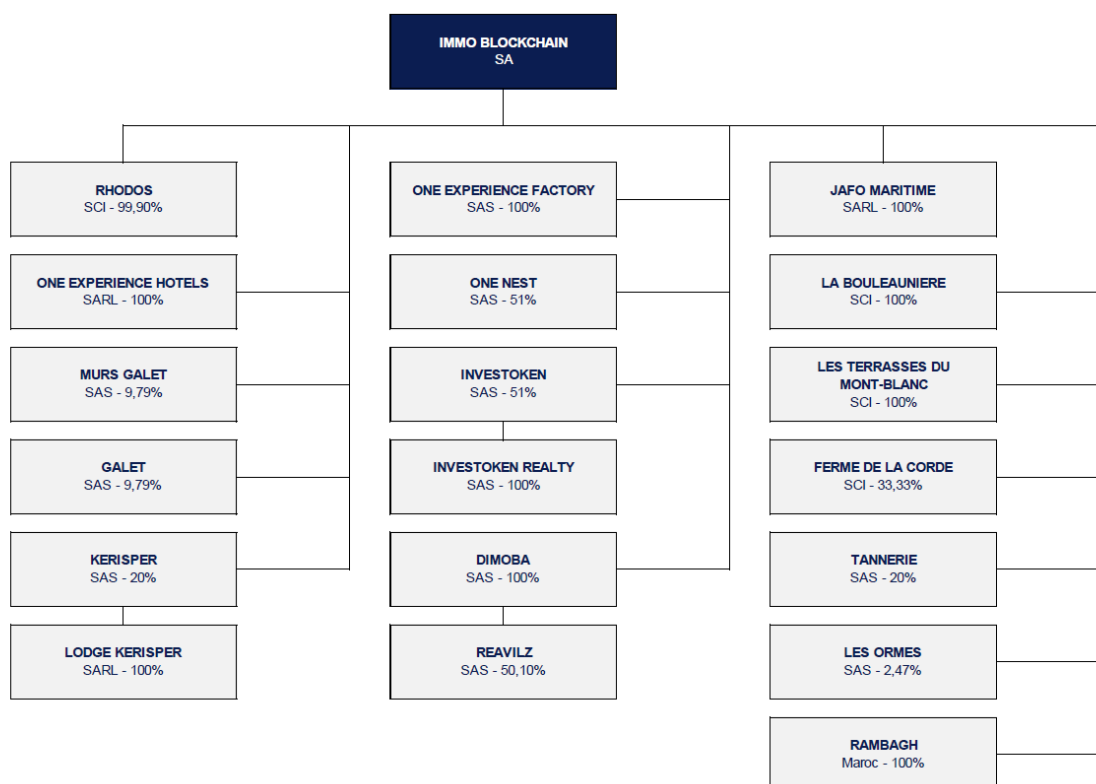 IMMO BLOCKCHAIN
SA
RHODOS
SCI - 99,90%
ONE EXPERIENCE HOTELS
SARL - 100%
MURS GALET
SAS - 9,79%
GALET
SAS - 9,79%
KERISPER
SAS - 20%
LODGE KERISPER
SARL - 100%
ONE EXPERIENCE FACTORY
SAS - 100%
ONE NEST
SAS - 51%
INVESTOKEN
SAS - 51%
INVESTOKEN REALTY
SAS - 100%
DIMOBA
SAS - 100%
REAVILZ
SAS - 50,10%
JAFO MARITIME
SARL - 100%
LA BOULEAUNIERE
SCI - 100%
LES TERRASSES DU
MONT-BLANC
SCI - 100%
FERME DE LA CORDE
SCI - 33,33%
TANNERIE
SAS - 20%
LES ORMES
SAS - 2,47%
RAMBAGH
Maroc - 100%